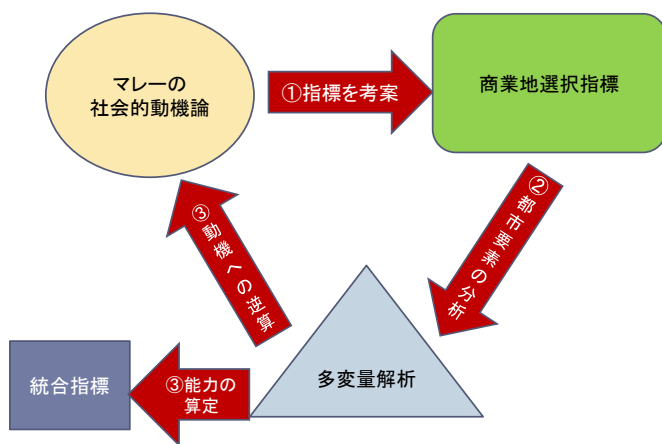 マレーの
社会的動機論
①指標を考案
商業地選択指標
②都市要素の分析
③動機への逆算
多変量解析
③能力の
算定
統合指標